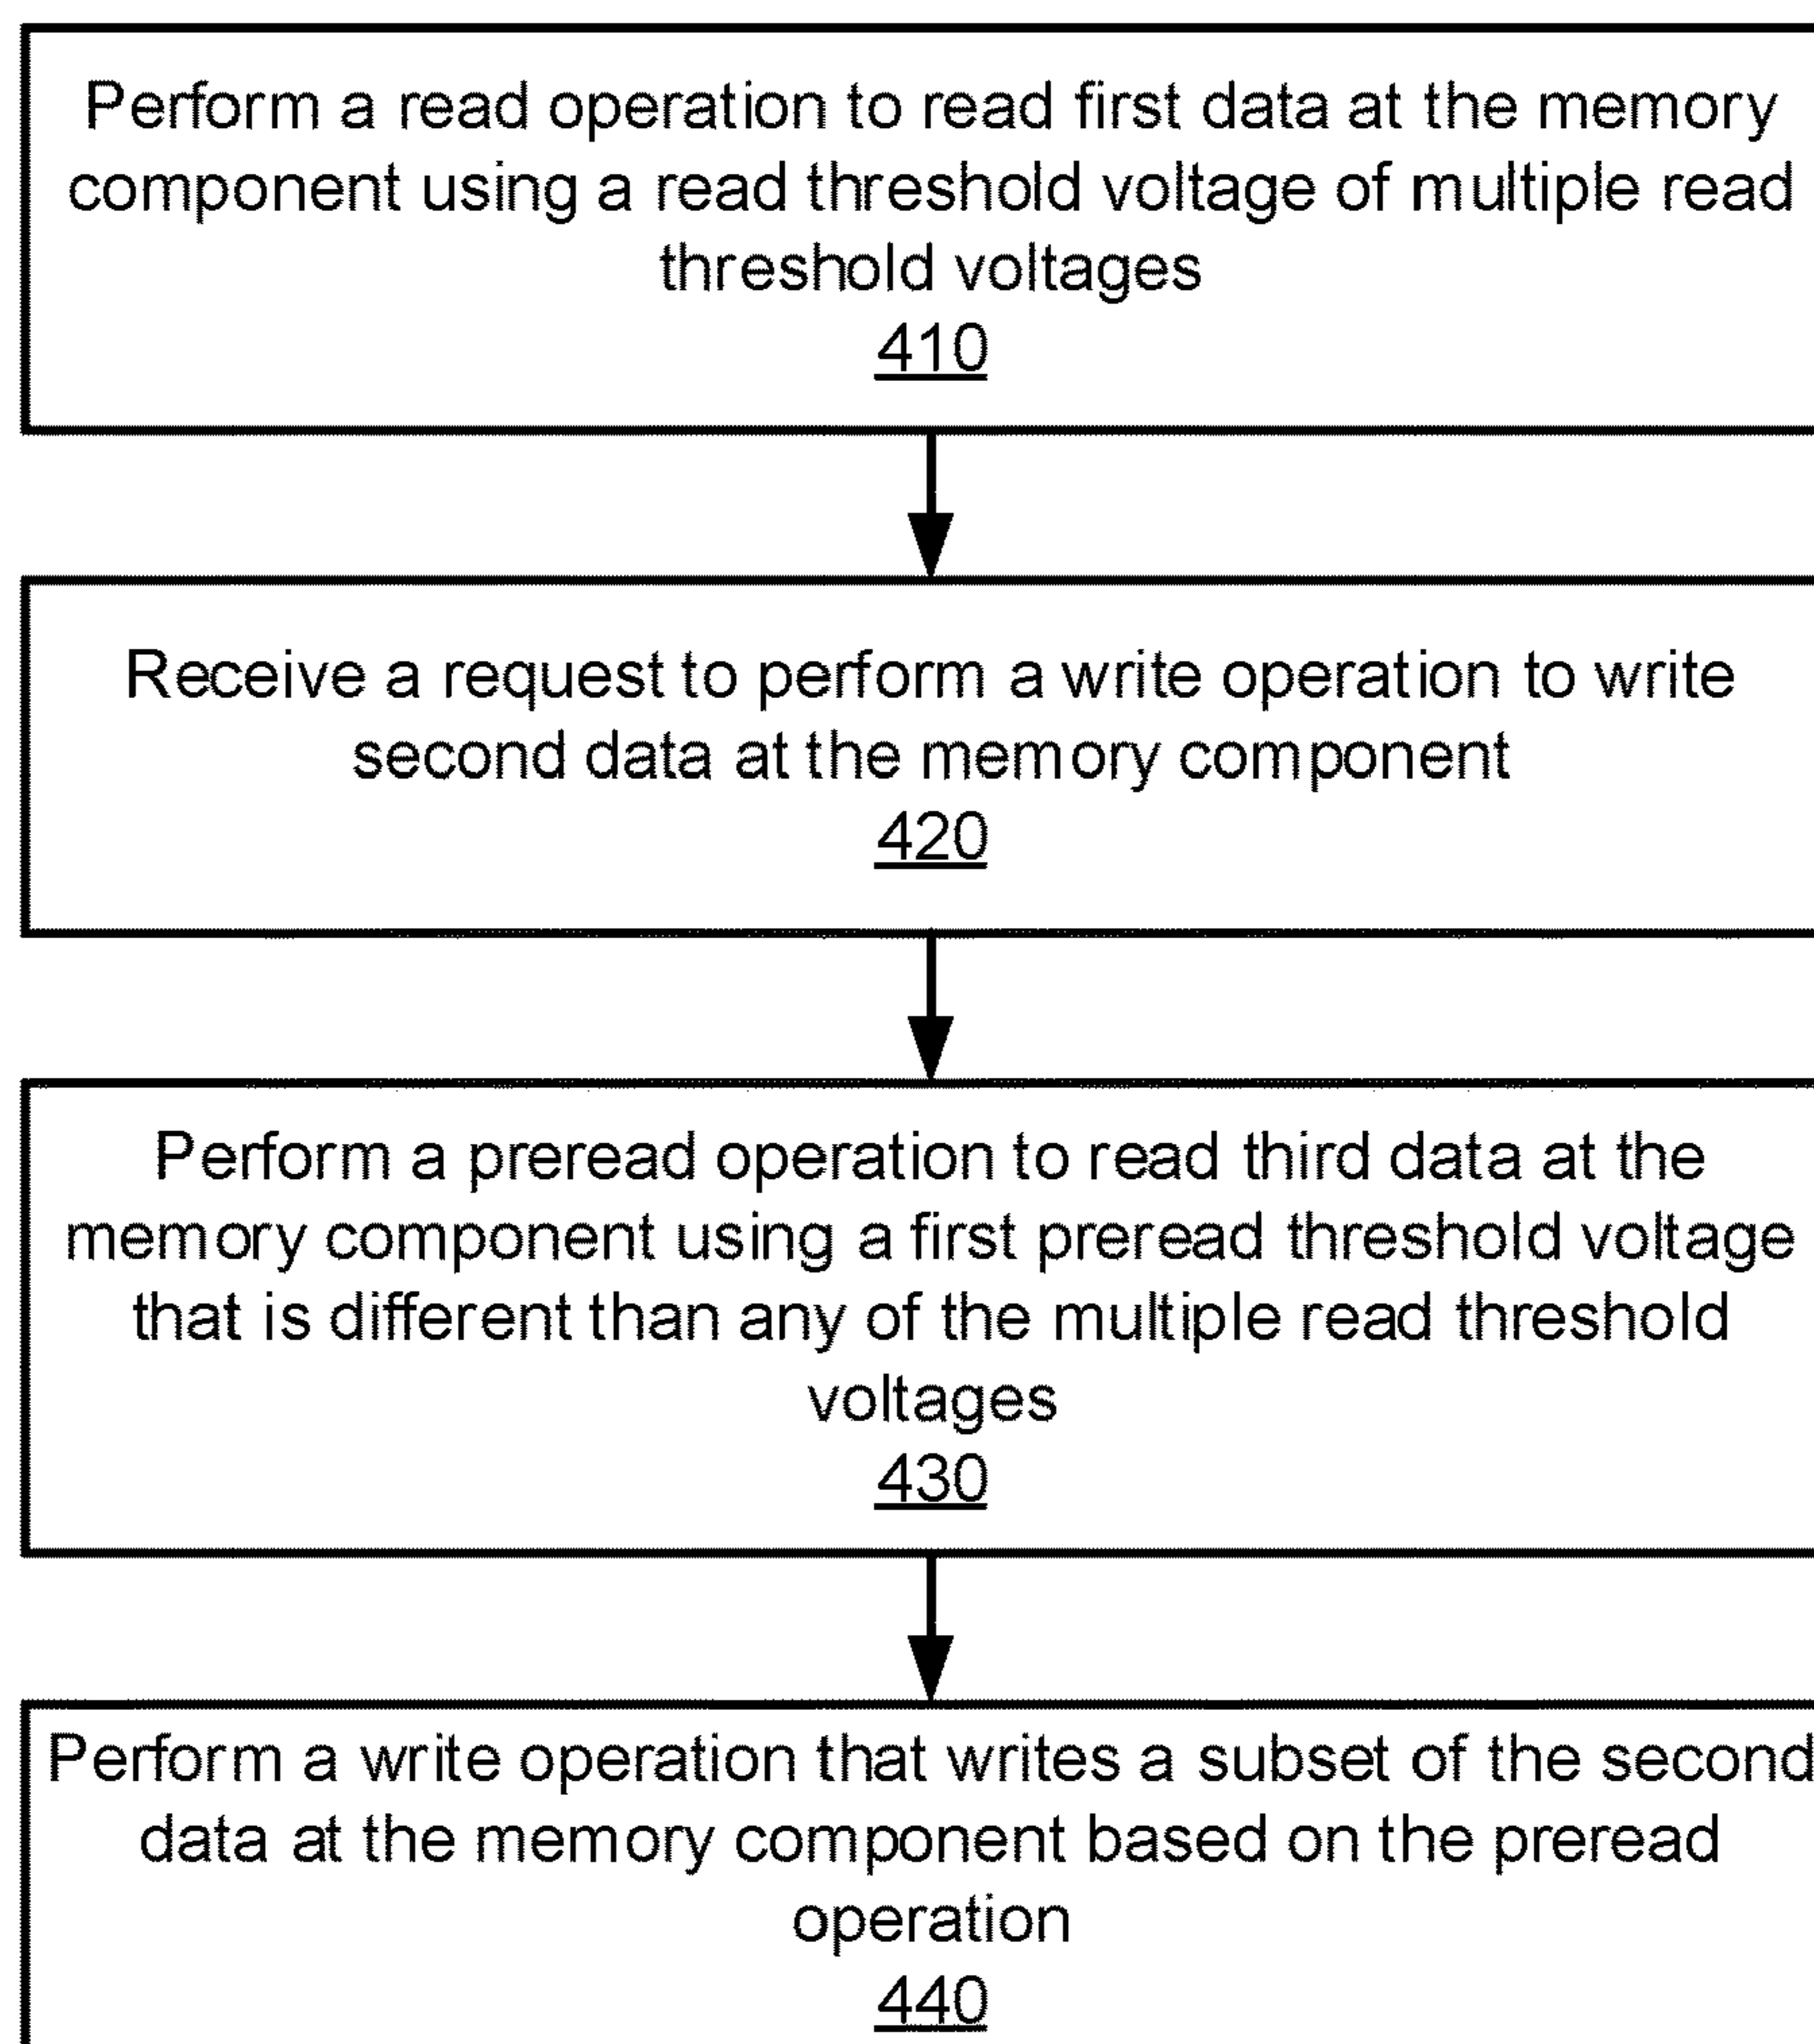 Perform a read operation to read first data at the memory
component using a read threshold voltage of multiple read
threshold voltages
410
Receive a request to perform a write operation to write
second data at the memory component
420
Perform a preread operation to read third data at the
memory component using a first preread threshold voltage
that is different than any of the multiple read threshold
voltages
430
Perform a write operation that writes a subset of the second
data at the memory component based on the preread
operation
440